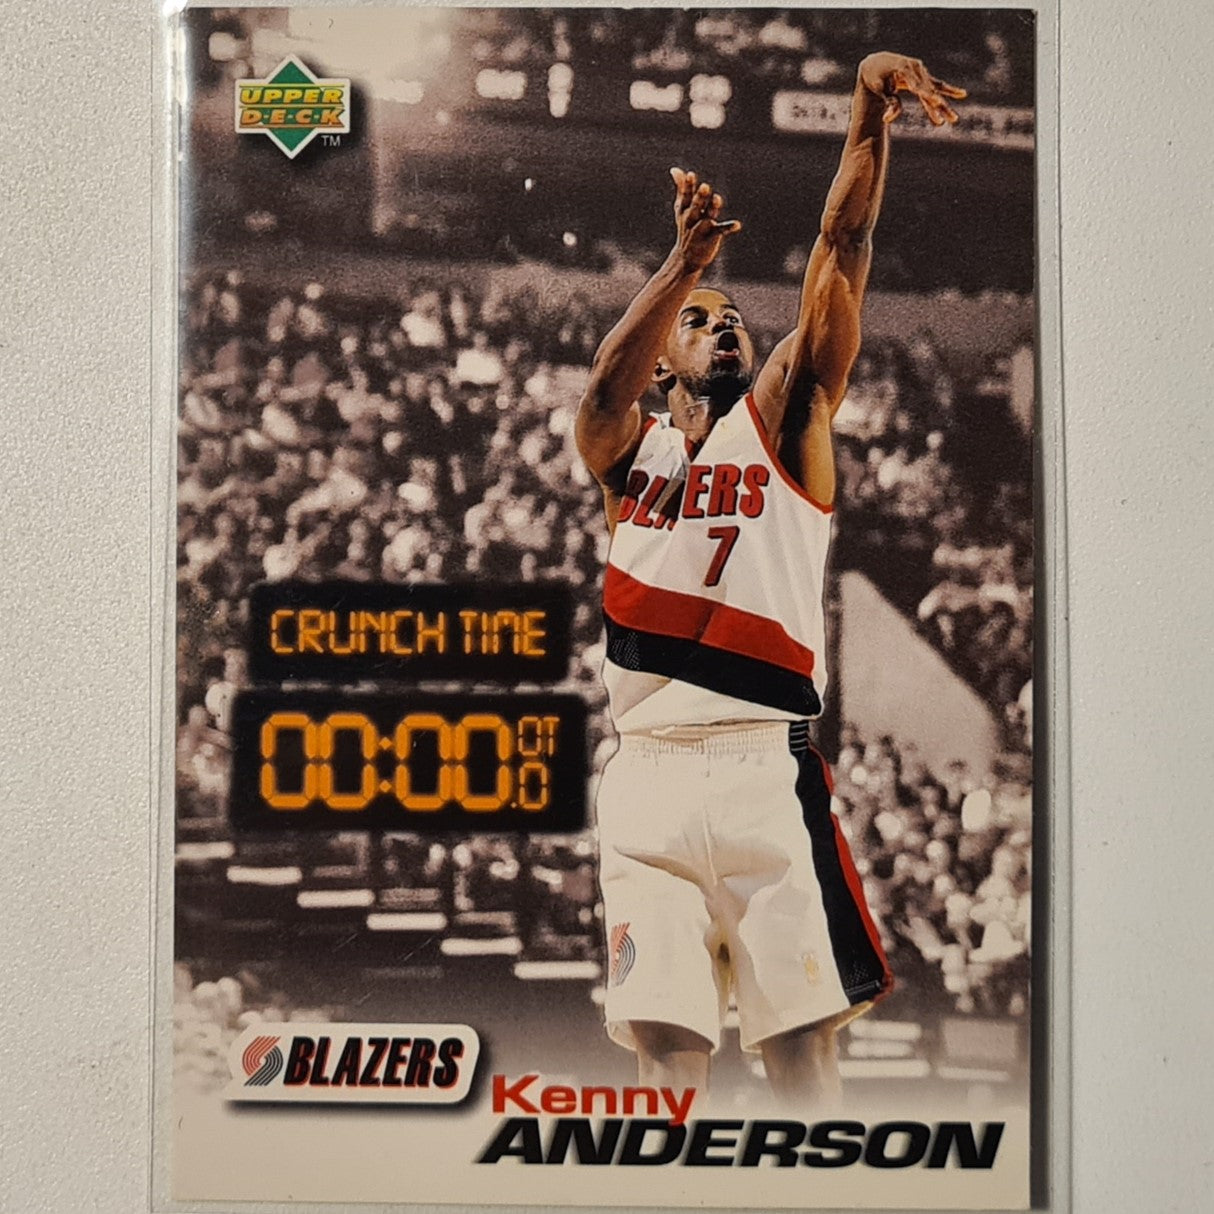 UPPER
D·E·C·K
TM
BLAZERS
7
CRUNCH TIME
00:00.0 OT
BLAZERS
Kenny
ANDERSON